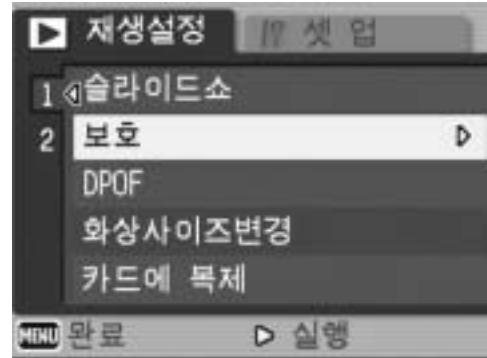 재생설정 셋 업
1 슬라이드쇼
2 보호
DPOF
화상사이즈변경
카드에 복제
MENU 완료 실행